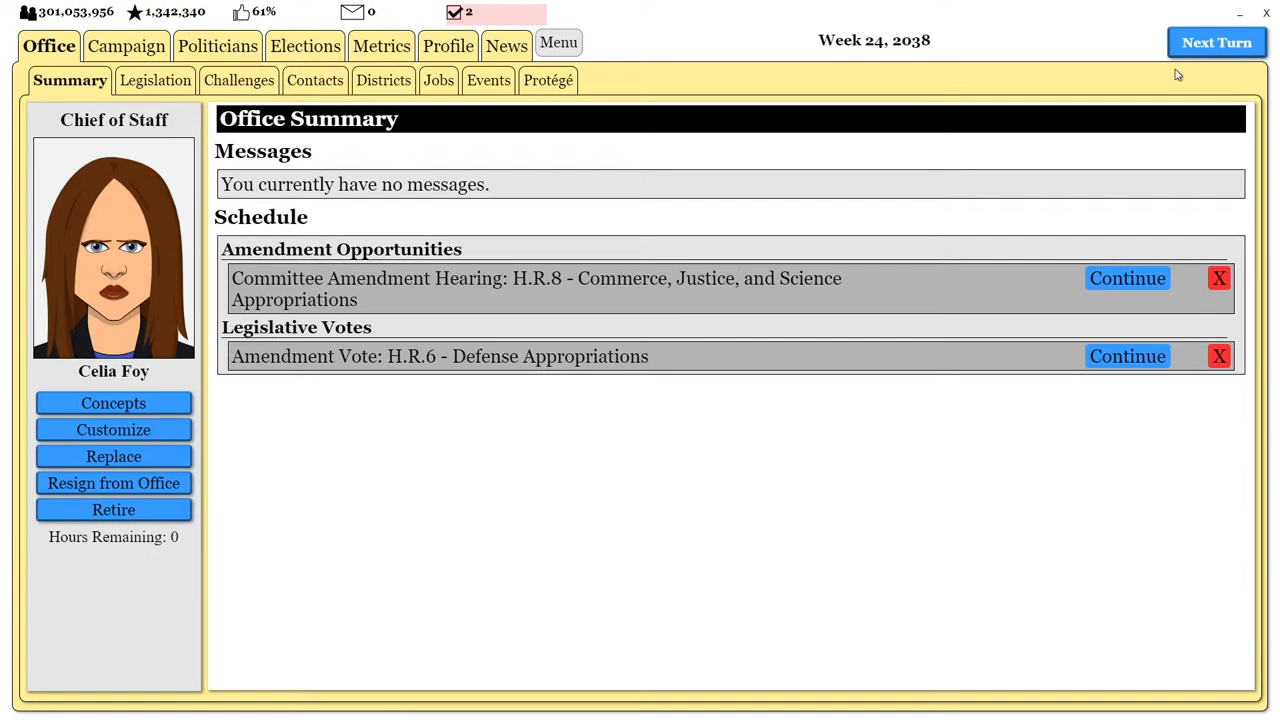 301,053,956 1,342,340 61% 0 2 _ X
Office Campaign Politicians Elections Metrics Profile News Menu Week 24, 2038 Next Turn
Summary Legislation Challenges Contacts Districts Jobs Events Protégé
Chief of Staff
Celia Foy
Concepts
Customize
Replace
Resign from Office
Retire
Hours Remaining: 0
Office Summary
Messages
You currently have no messages.
Schedule
Amendment Opportunities
Committee Amendment Hearing: H.R.8 - Commerce, Justice, and Science Continue X
Appropriations
Legislative Votes
Amendment Vote: H.R.6 - Defense Appropriations Continue X